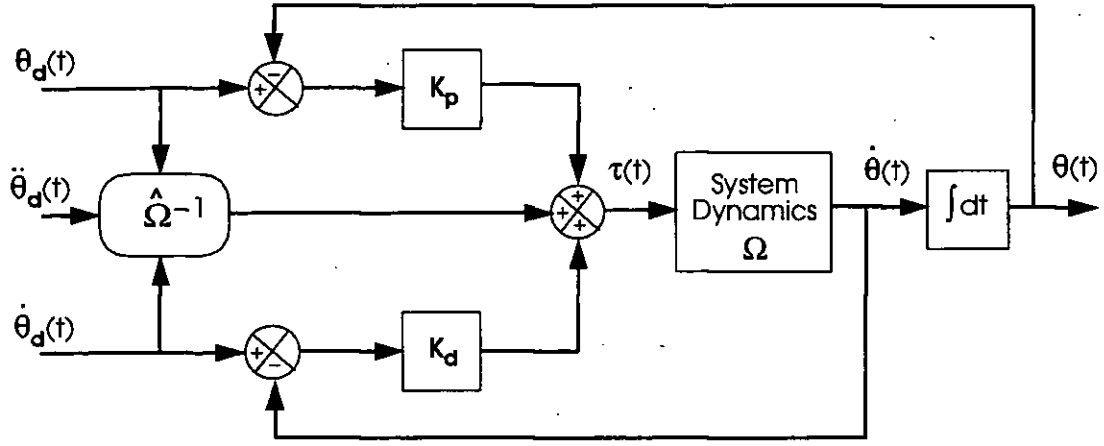 θd(t)
−
+
Kp
θ̈d(t)
Ω̂⁻¹
+
+
+
τ(t)
System
Dynamics
Ω
θ̇(t)
∫dt
θ(t)
θ̇d(t)
+
−
Kd